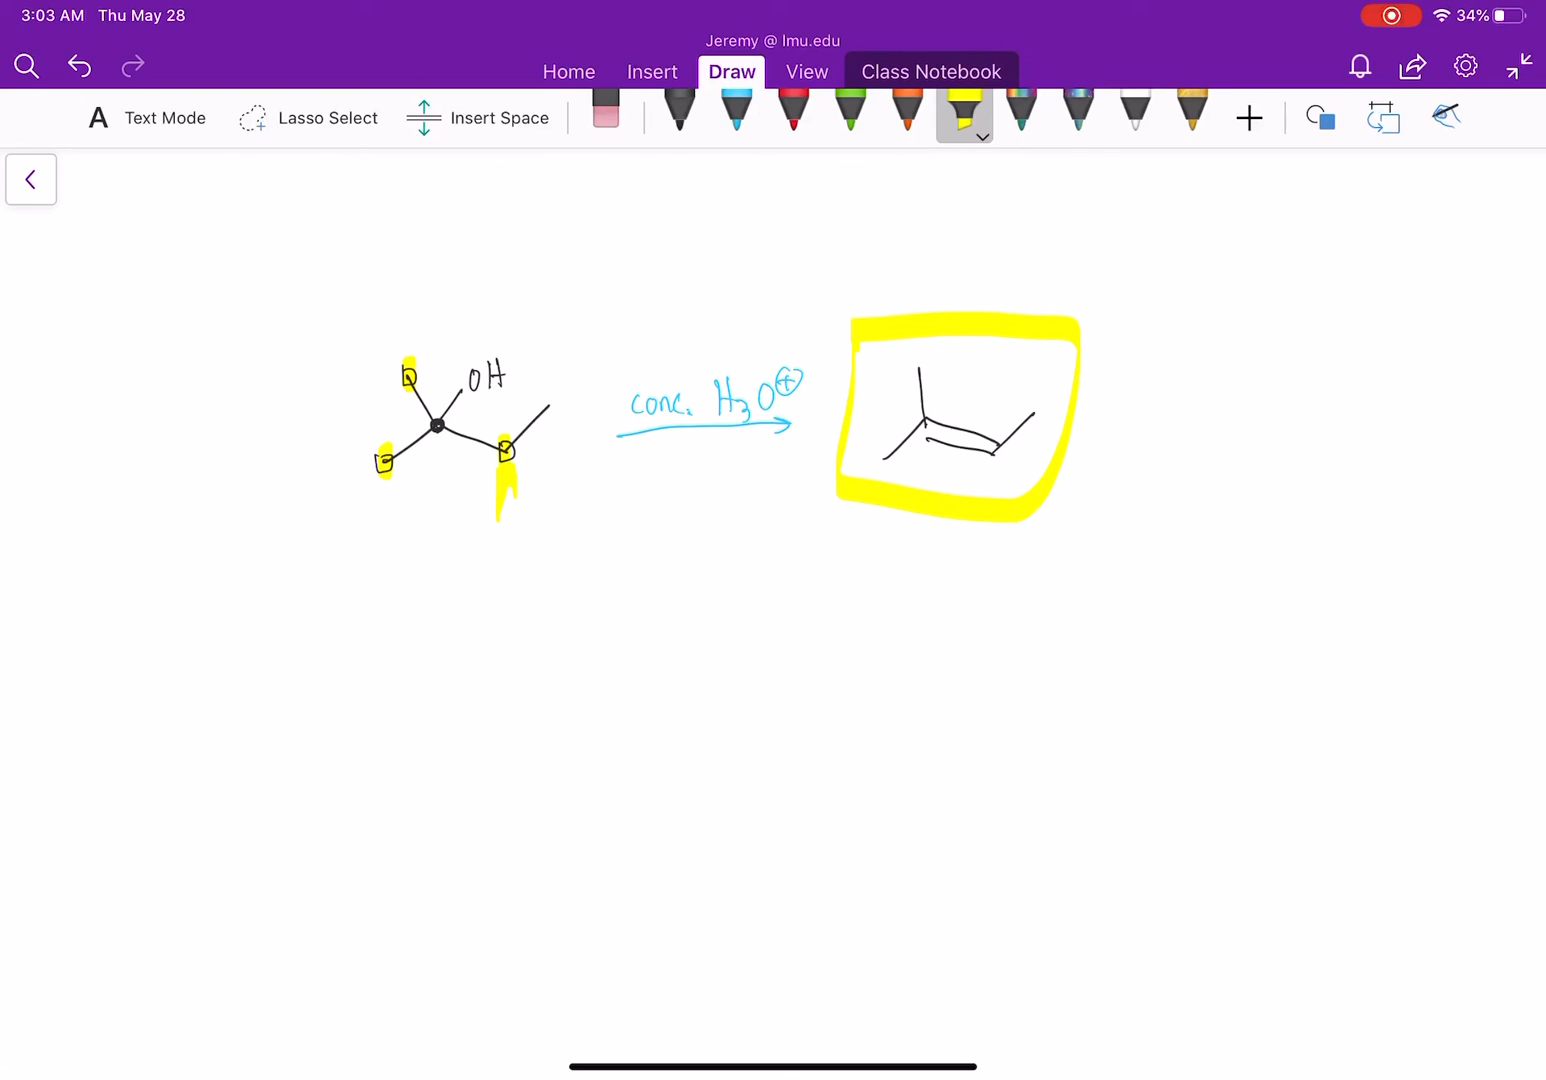 3:03 AM Thu May 28
34%
Jeremy @ lmu.edu
Home Insert Draw View Class Notebook
A Text Mode Lasso Select Insert Space
OH
conc. H₃O⊕